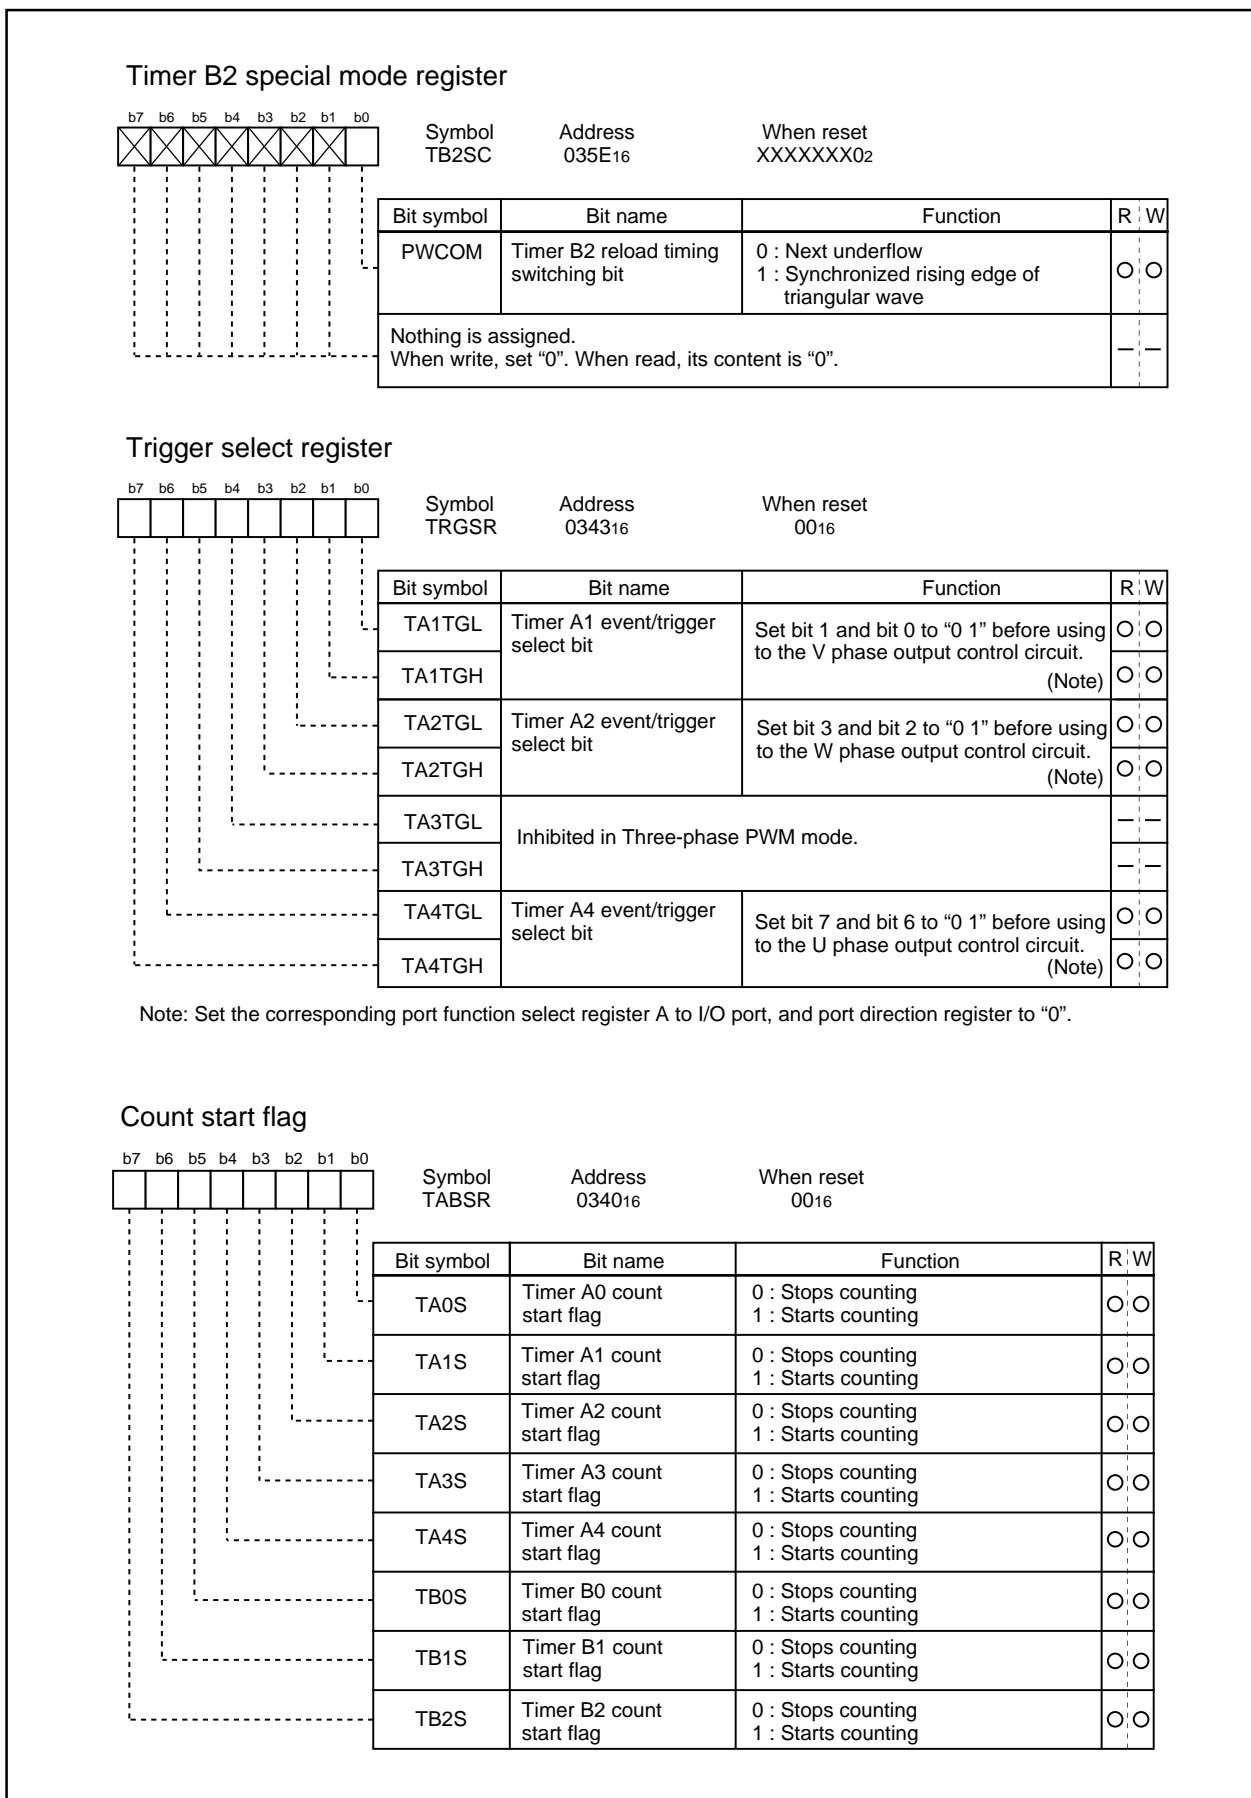 Timer B2 special mode register
b7 b6 b5 b4 b3 b2 b1 b0
Symbol Address When reset
TB2SC 035E16 XXXXXXX02
Bit symbol Bit name Function R W
PWCOM Timer B2 reload timing switching bit 0 : Next underflow
1 : Synchronized rising edge of
triangular wave
Nothing is assigned.
When write, set “0”. When read, its content is “0”.
Trigger select register
b7 b6 b5 b4 b3 b2 b1 b0
Symbol Address When reset
TRGSR 034316 0016
Bit symbol Bit name Function R W
TA1TGL Timer A1 event/trigger
select bit
Set bit 1 and bit 0 to “0 1” before using
to the V phase output control circuit.
TA1TGH (Note)
TA2TGL Timer A2 event/trigger
select bit
Set bit 3 and bit 2 to “0 1” before using
to the W phase output control circuit.
TA2TGH (Note)
TA3TGL
Inhibited in Three-phase PWM mode.
TA3TGH
TA4TGL Timer A4 event/trigger
select bit
Set bit 7 and bit 6 to “0 1” before using
to the U phase output control circuit.
TA4TGH (Note)
Note: Set the corresponding port function select register A to I/O port, and port direction register to “0”.
Count start flag
b7 b6 b5 b4 b3 b2 b1 b0
Symbol Address When reset
TABSR 034016 0016
Bit symbol Bit name Function R W
TA0S Timer A0 count 0 : Stops counting
start flag 1 : Starts counting
TA1S Timer A1 count 0 : Stops counting
start flag 1 : Starts counting
TA2S Timer A2 count 0 : Stops counting
start flag 1 : Starts counting
TA3S Timer A3 count 0 : Stops counting
start flag 1 : Starts counting
TA4S Timer A4 count 0 : Stops counting
start flag 1 : Starts counting
TB0S Timer B0 count 0 : Stops counting
start flag 1 : Starts counting
TB1S Timer B1 count 0 : Stops counting
start flag 1 : Starts counting
TB2S Timer B2 count 0 : Stops counting
start flag 1 : Starts counting